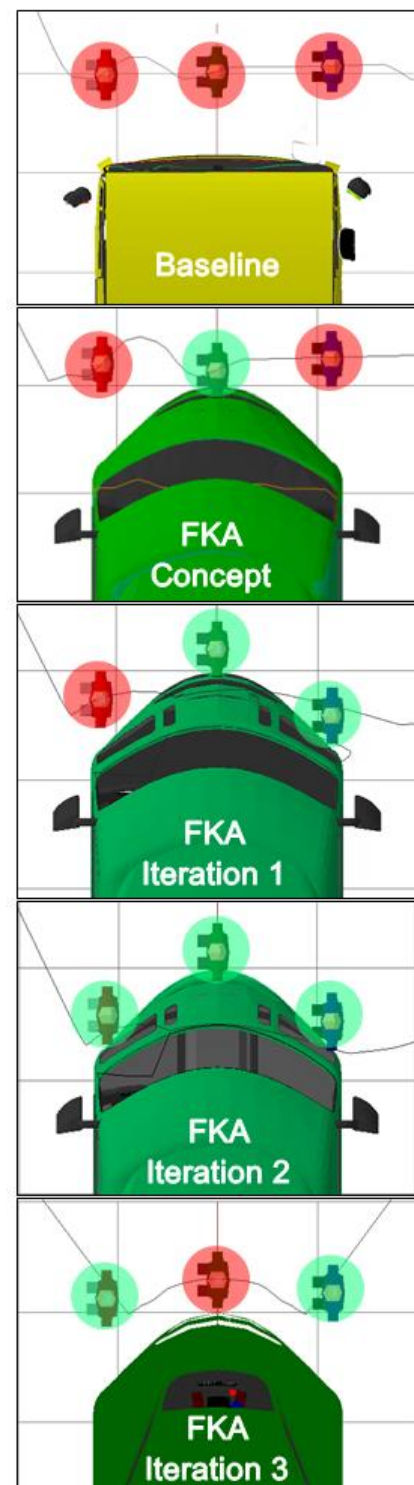 Baseline
FKA
Concept
FKA
Iteration 1
FKA
Iteration 2
FKA
Iteration 3